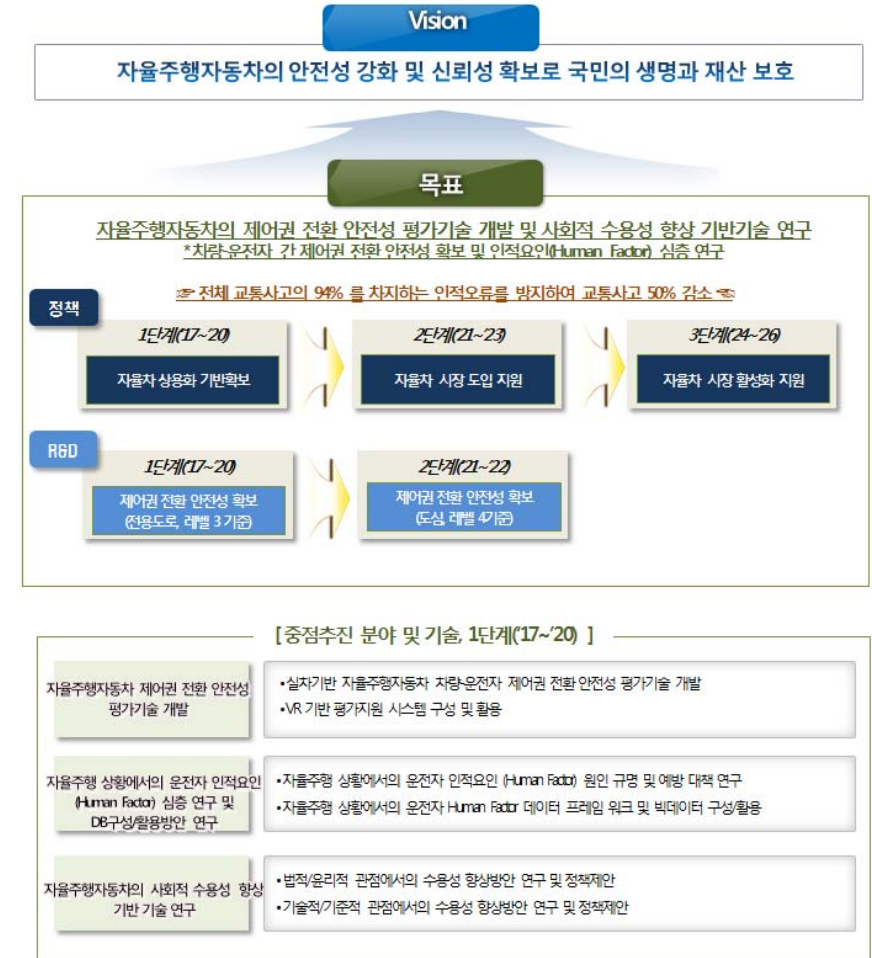 Vision
자율주행자동차의 안전성 강화 및 신뢰성 확보로 국민의 생명과 재산 보호
목표
자율주행자동차의 제어권 전환 안전성 평가기술 개발 및 사회적 수용성 향상 기반기술 연구
*차량-운전자 간 제어권 전환 안전성 확보 및 인적요인(Human Factor) 심층 연구
☞ 전체 교통사고의 94% 를 차지하는 인적오류를 방지하여 교통사고 50% 감소 ☜
정책
1단계(17~20)
자율차 상용화 기반확보
2단계(21~23)
자율차 시장 도입 지원
3단계(24~26)
자율차 시장 활성화 지원
R&D
1단계(17~20)
제어권 전환 안전성 확보
(전용도로, 레벨 3 기준)
2단계(21~22)
제어권 전환 안전성 확보
(도심, 레벨 4기준)
[ 중점추진 분야 및 기술, 1단계('17~'20) ]
자율주행자동차 제어권 전환 안전성
평가기술 개발
•실차기반 자율주행자동차 차량-운전자 제어권 전환 안전성 평가기술 개발
•VR 기반 평가지원 시스템 구성 및 활용
자율주행 상황에서의 운전자 인적요인
(Human Factor) 심층 연구 및
DB구성/활용방안 연구
•자율주행 상황에서의 운전자 인적요인 (Human Factor) 원인 규명 및 예방 대책 연구
•자율주행 상황에서의 운전자 Human Factor 데이터 프레임 워크 및 빅데이터 구성/활용
자율주행자동차의 사회적 수용성 향상
기반 기술 연구
•법적/윤리적 관점에서의 수용성 향상방안 연구 및 정책제안
•기술적/기준적 관점에서의 수용성 향상방안 연구 및 정책제안